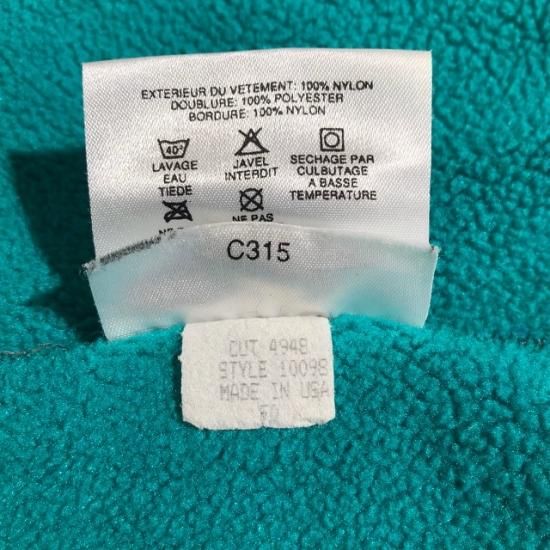 EXTERIEUR DU VETEMENT: 100% NYLON
DOUBLURE: 100% POLYESTER
BORDURE: 100% NYLON
40°
LAVAGE
EAU
TIEDE
JAVEL
INTERDIT
SECHAGE PAR
CULBUTAGE
A BASSE
TEMPERATURE
NE PAS
C315
CUT 4948
STYLE 10098
MADE IN USA